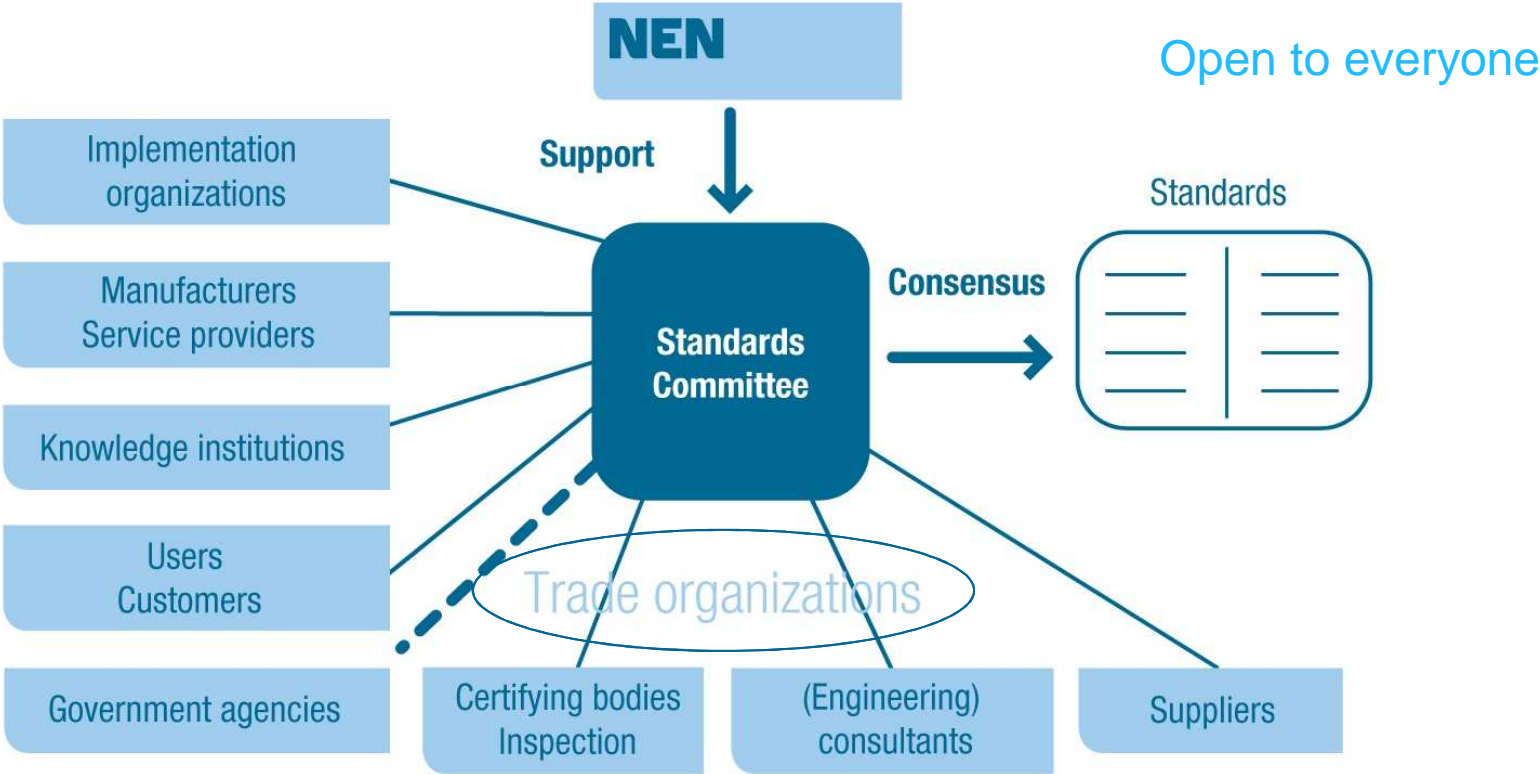 NEN
Open to everyone
Support
Implementation
organizations
Standards
Manufacturers
Service providers
Consensus
Standards
Committee
Knowledge institutions
Users
Customers
Trade organizations
Government agencies
Certifying bodies
Inspection
(Engineering)
consultants
Suppliers